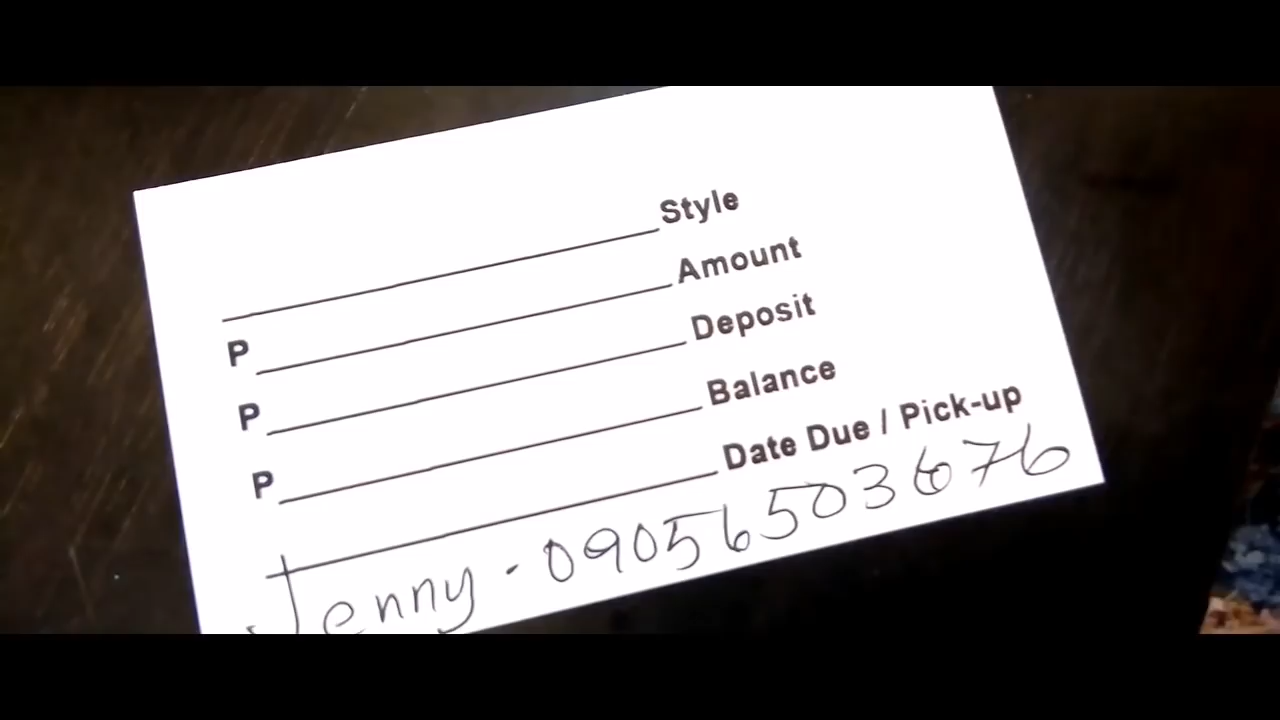 Style
P Amount
P Deposit
P Balance
Date Due / Pick-up
Jenny - 09056503676